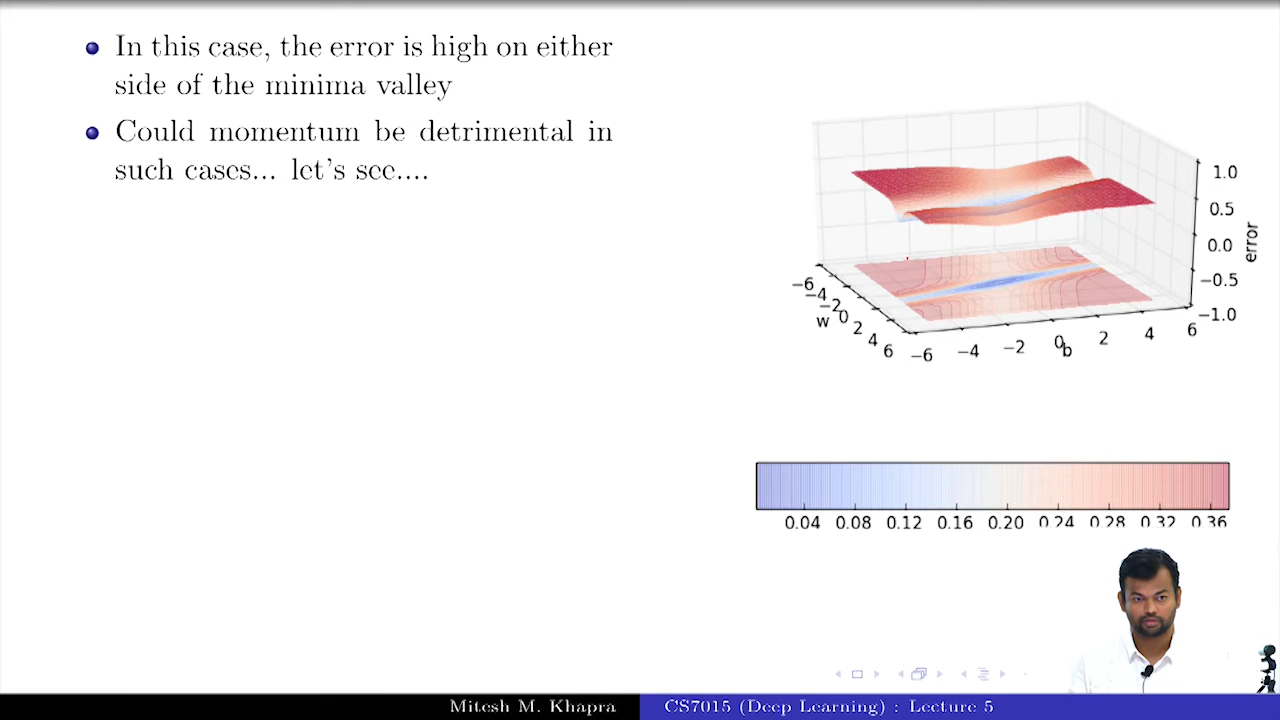 In this case, the error is high on either
side of the minima valley
Could momentum be detrimental in
such cases... let's see....
1.0
0.5
0.0
−0.5
−1.0
error
−6
−4
−2
0
2
4
6
w
−6
−4
−2
0
2
4
6
b
0.04 0.08 0.12 0.16 0.20 0.24 0.28 0.32 0.36
Mitesh M. Khapra
CS7015 (Deep Learning) : Lecture 5